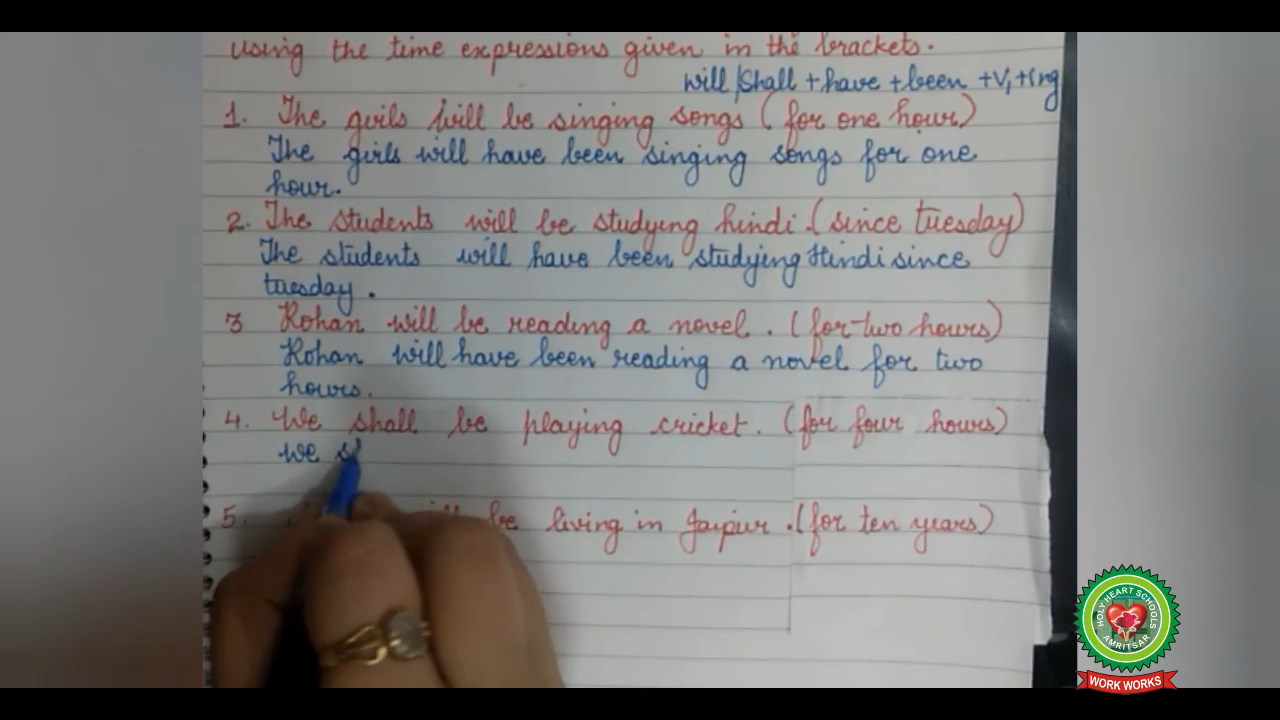 using the time expressions given in the brackets.
will/Shall + have + been + V1 + ing
1. The girls will be singing songs (for one hour)
The girls will have been singing songs for one
hour.
2. The students will be studying hindi. (since tuesday)
The students will have been studying Hindi since
tuesday.
3 Rohan will be reading a novel. (for two hours)
Rohan will have been reading a novel for two
hours.
4. We shall be playing cricket. (for four hours)
we s
5. be living in Jaipur. (for ten years)
HOLY HEART SCHOOLS
AMRITSAR
WORK WORKS